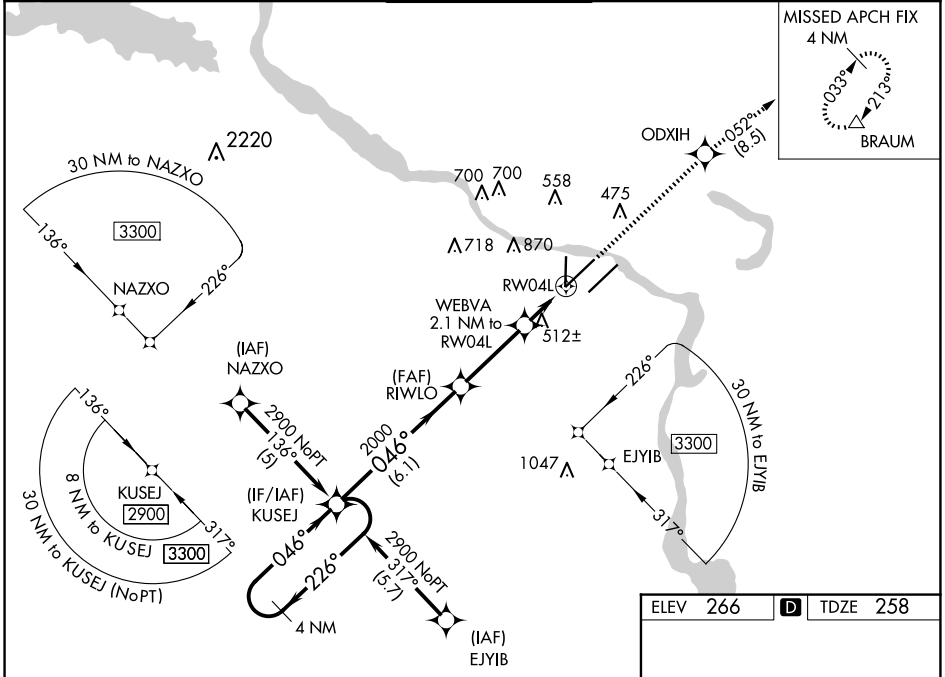 MISSED APCH FIX
4 NM
033°
213°
BRAUM
ODXIH
052°
(8.5)
2220
30 NM to NAZXO
3300
136°
226°
NAZXO
700 700
558
475
718
870
RW04L
WEBVA
2.1 NM to
RW04L
512±
(FAF)
RIWLO
(IAF)
NAZXO
2900 NoPT
136°
(5)
2000
046°
(6.1)
(IF/IAF)
KUSEJ
046°
226°
4 NM
2900 NoPT
317°
(5.7)
(IAF)
EJYIB
136°
KUSEJ
2900
8 NM to KUSEJ
3300
317°
30 NM to KUSEJ (NoPT)
226°
30 NM to EJYIB
3300
EJYIB
1047
317°
ELEV 266 D TDZE 258